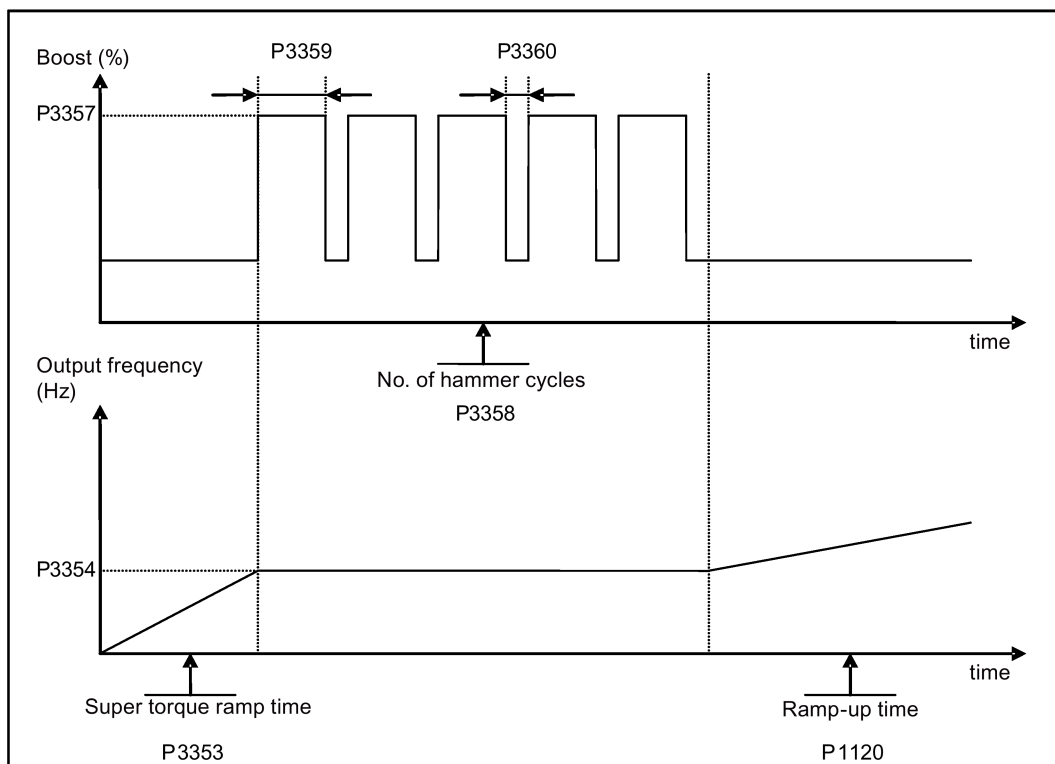 P3359
P3360
Boost (%)
P3357
time
Output frequency
(Hz)
No. of hammer cycles
P3358
P3354
time
Super torque ramp time
Ramp-up time
P3353
P1120